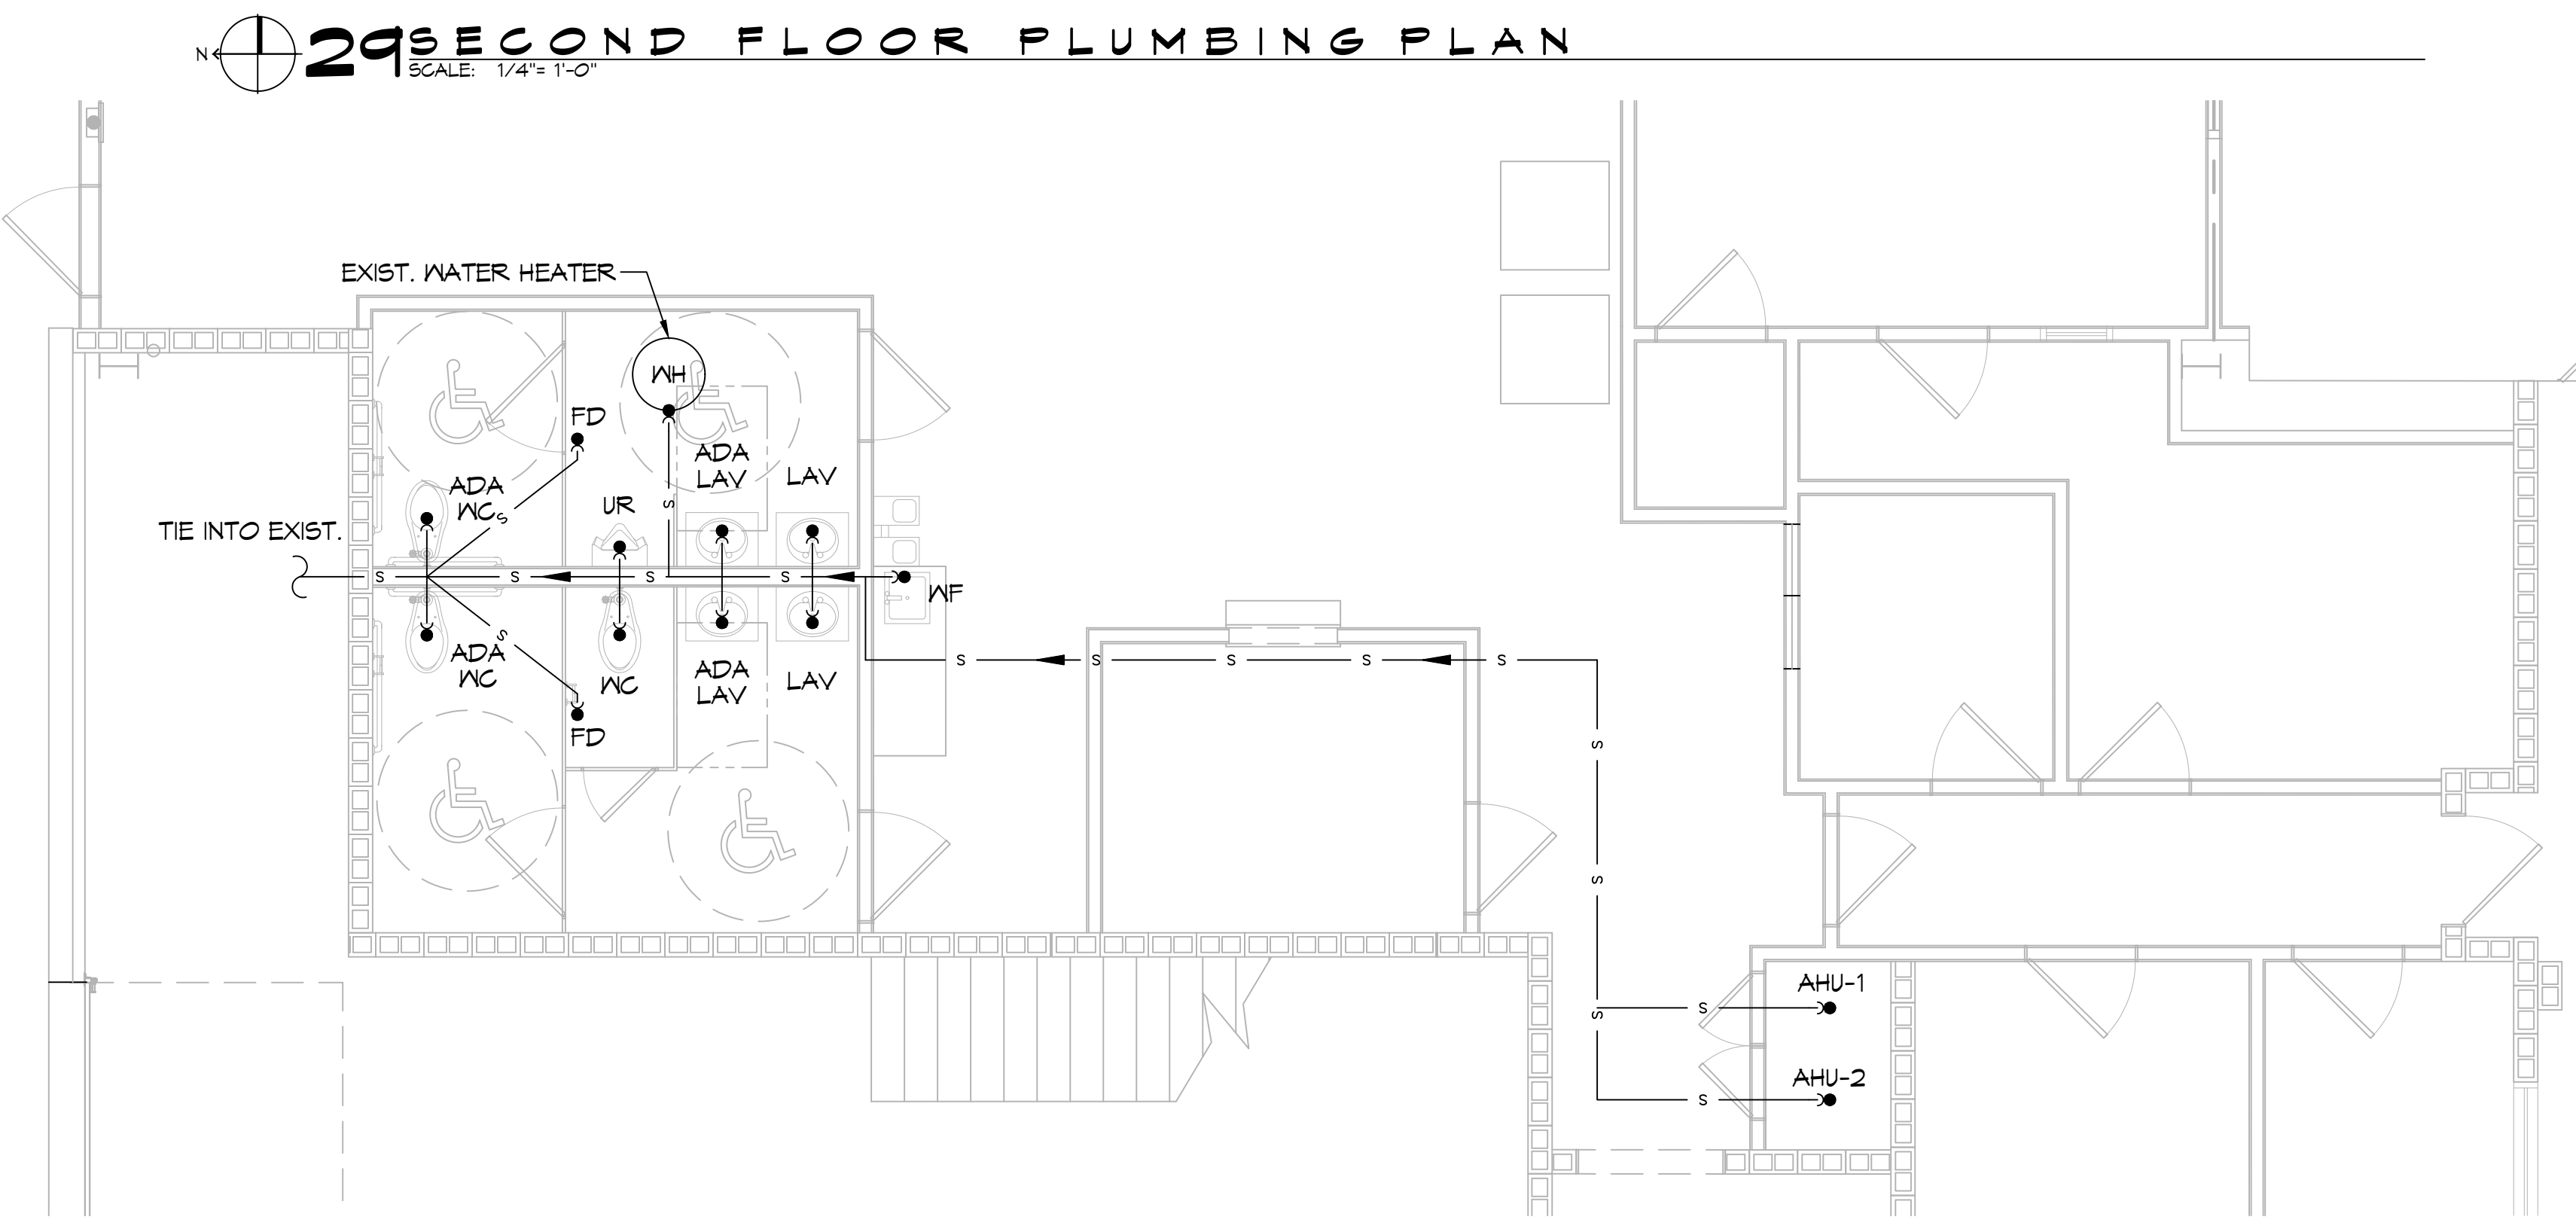 N
29
SECOND FLOOR PLUMBING PLAN
SCALE: 1/4"= 1'-0"
EXIST. WATER HEATER
WH
FD
ADA
LAV
LAV
ADA
WC
S
S
UR
TIE INTO EXIST.
S
S
S
S
WF
S
ADA
WC
WC
ADA
LAV
LAV
FD
S
S
S
S
S
S
S
S
AHU-1
S
AHU-2
S